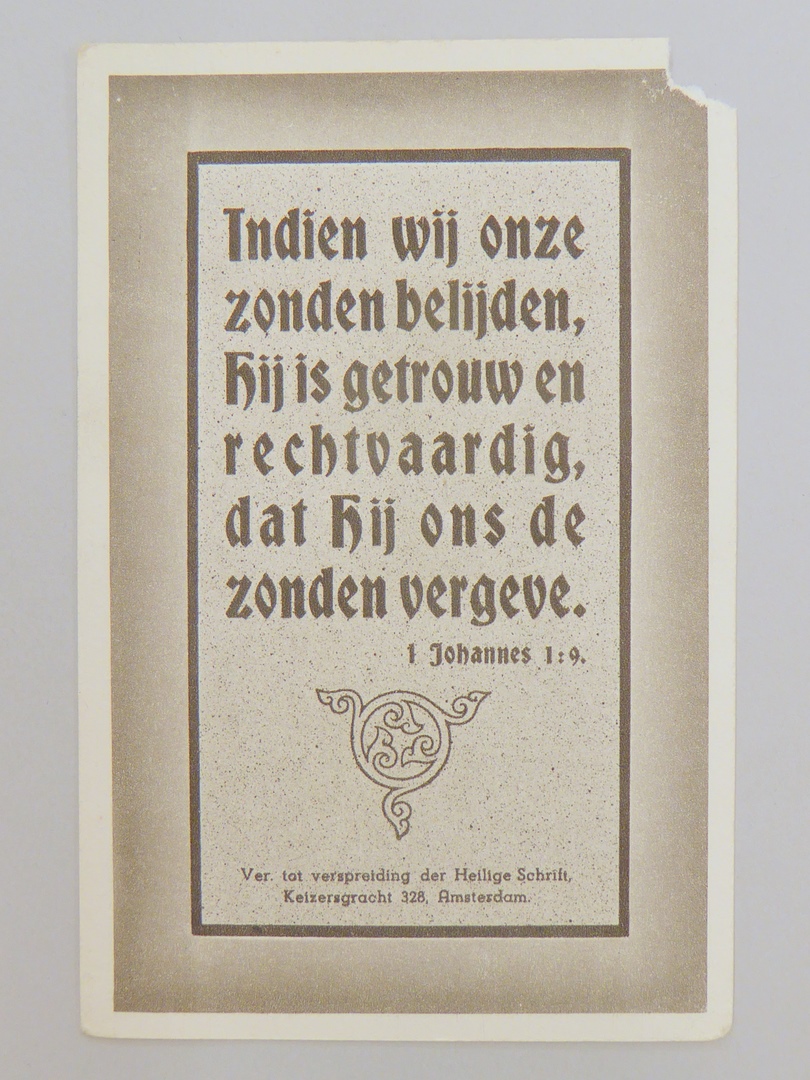 Indien wij onze
zonden belijden,
Hij is getrouw en
rechtvaardig,
dat Hij ons de
zonden vergeve.
1 Johannes 1:9.
Ver. tot verspreiding der Heilige Schrift,
Keizersgracht 328, Amsterdam.